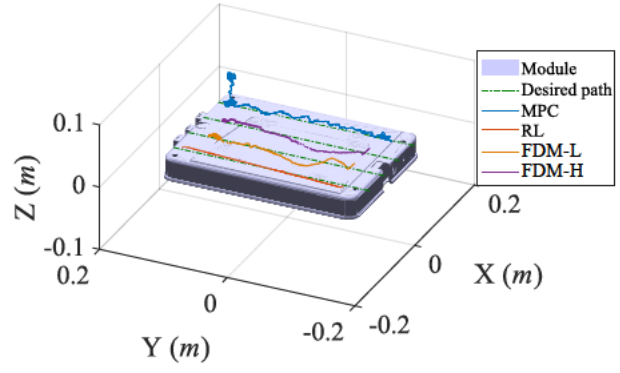 Module
Desired path
MPC
RL
FDM-L
FDM-H
0.1
0
-0.1
Z (m)
0.2
0
-0.2
Y (m)
-0.2
0
0.2
X (m)